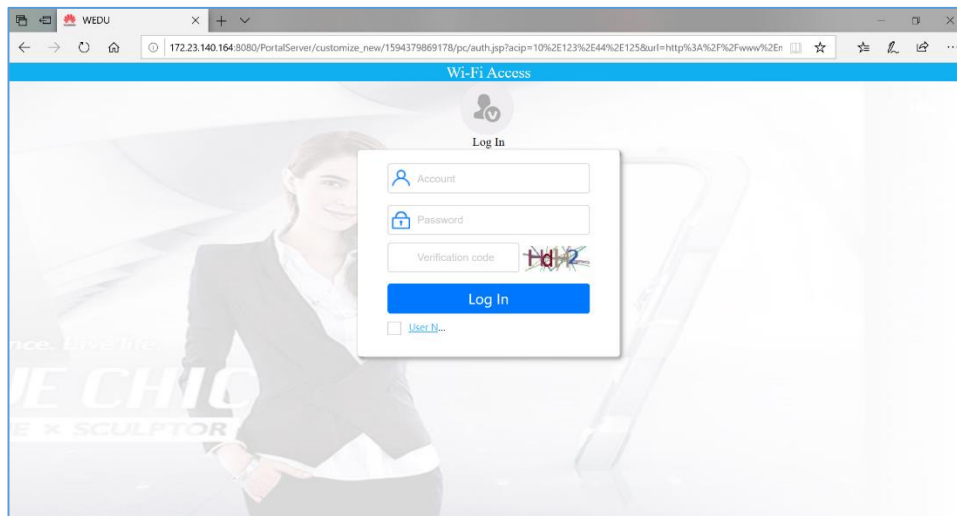 WEDU
172.23.140.164:8080/PortalServer/customize_new/1594379869178/pc/auth.jsp?acip=10%2E123%2E44%2E125&url=http%3A%2F%2Fwww%2En
Wi-Fi Access
Log In
Account
Password
Verification code
Log In
User N...
nce. Live life.
UE CHIC
E × SCULPTOR